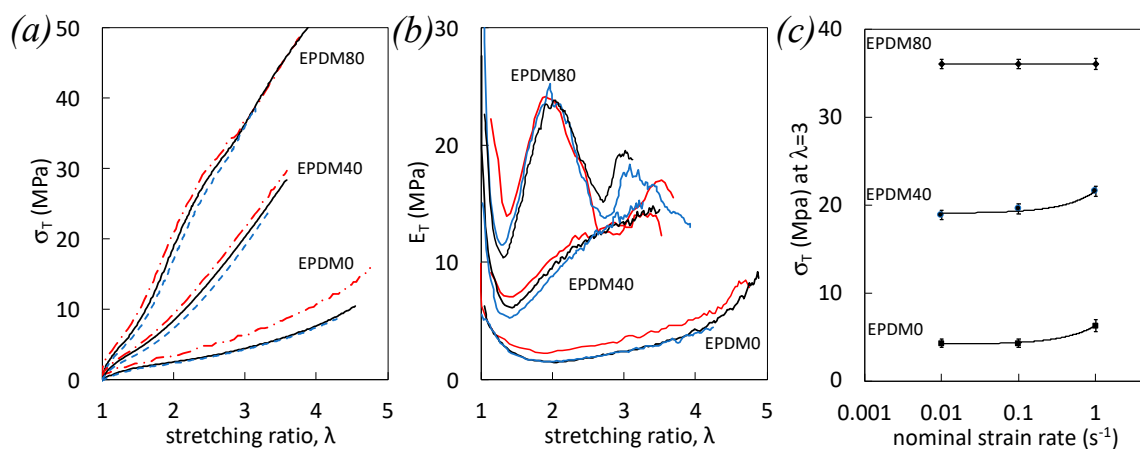 (a)
50
40
30
20
10
0
σT (MPa)
EPDM80
EPDM40
EPDM0
1 2 3 4 5
stretching ratio, λ
(b)
30
20
10
0
ET (MPa)
EPDM80
EPDM40
EPDM0
1 2 3 4 5
stretching ratio, λ
(c)
40
20
0
σT (Mpa) at λ=3
EPDM80
EPDM40
EPDM0
0.001 0.01 0.1 1
nominal strain rate (s-1)